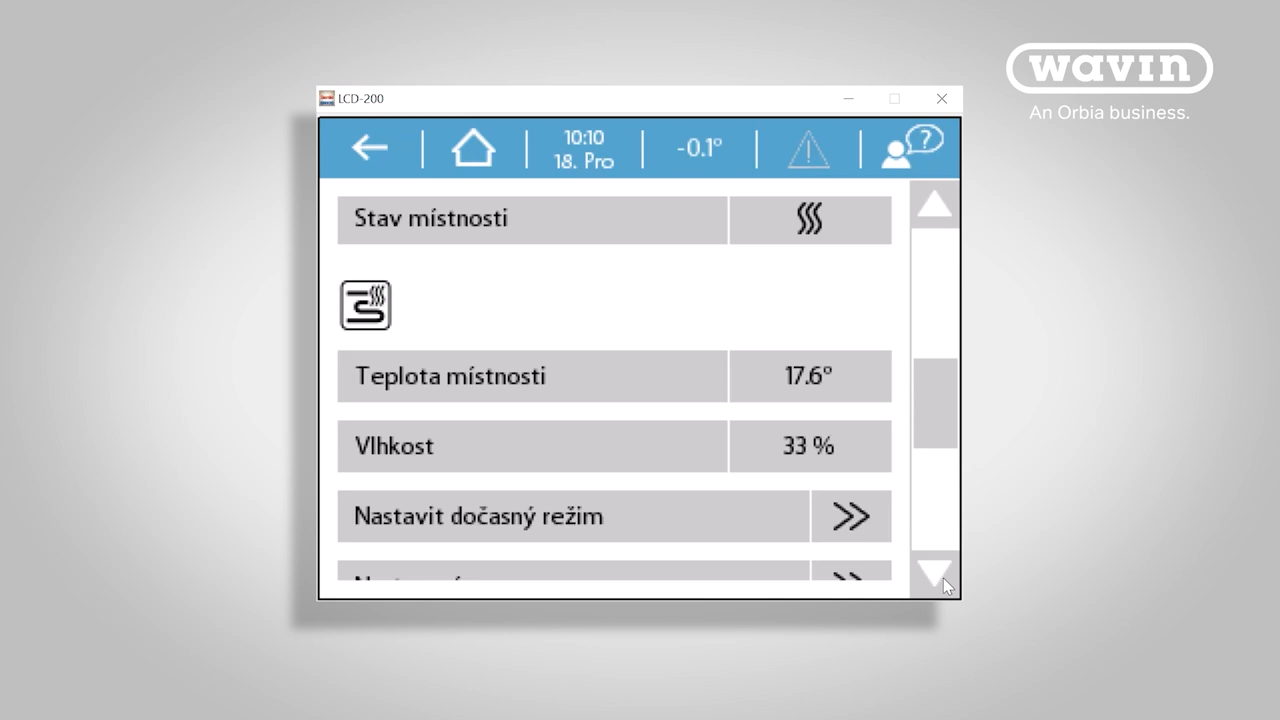 wavin
An Orbia business.
LCD-200
10:10
18. Pro
-0.1°
?
Stav místnosti
Teplota místnosti
17.6°
Vlhkost
33 %
Nastavit dočasný režim